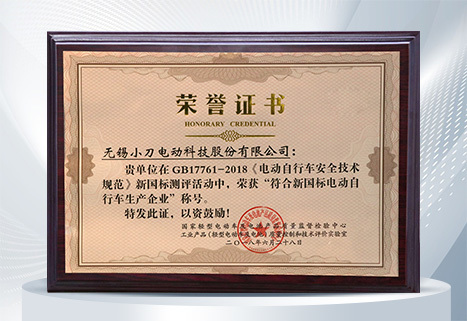 荣誉证书
HONORARY CREDENTIAL
无锡小刀电动科技股份有限公司：
贵单位在GB17761-2018《电动自行车安全技术
规范》新国标测评活动中，荣获“符合新国标电动自
行车生产企业”称号。
特发此证，以资鼓励！
国家轻型电动车及电池产品质量监督检验中心
工业产品（轻型电动车及电池）质量控制和技术评价实验室
二〇一八年六月二十八日